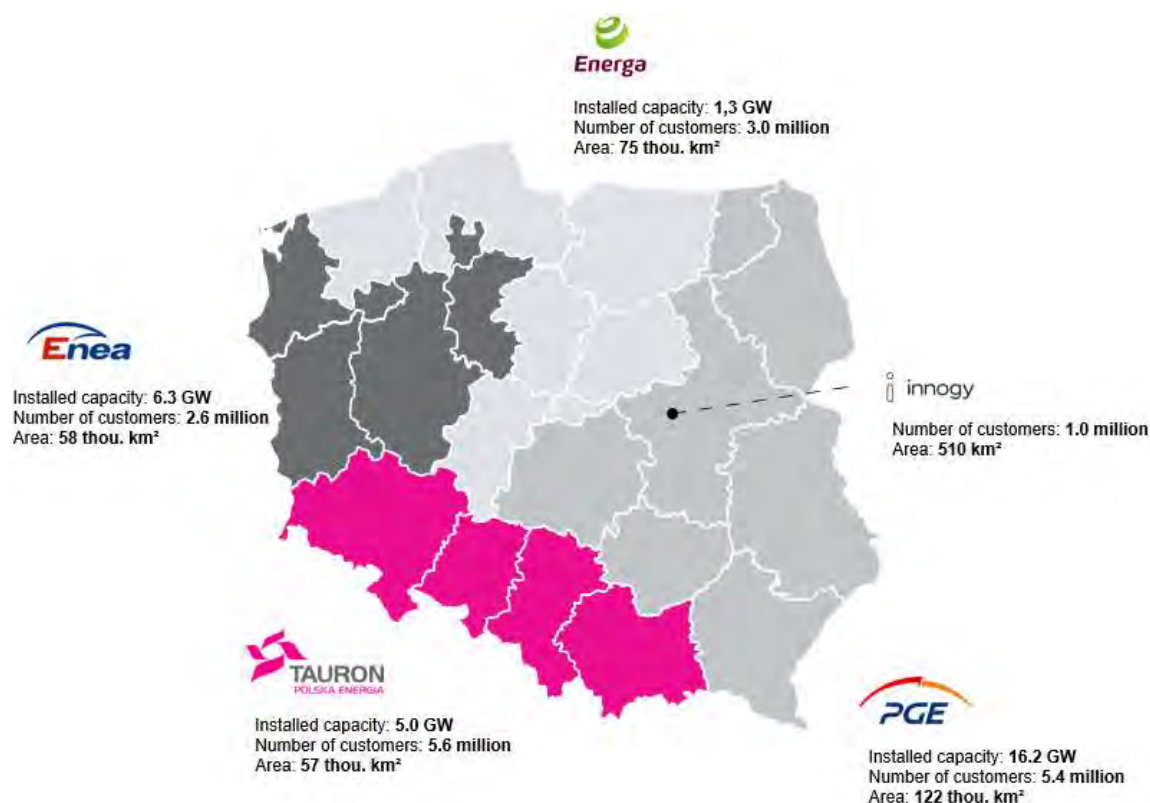 Energa
Installed capacity: 1,3 GW
Number of customers: 3.0 million
Area: 75 thou. km²
Enea
Installed capacity: 6.3 GW
Number of customers: 2.6 million
Area: 58 thou. km²
innogy
Number of customers: 1.0 million
Area: 510 km²
TAURON
POLSKA ENERGIA
Installed capacity: 5.0 GW
Number of customers: 5.6 million
Area: 57 thou. km²
PGE
Installed capacity: 16.2 GW
Number of customers: 5.4 million
Area: 122 thou. km²